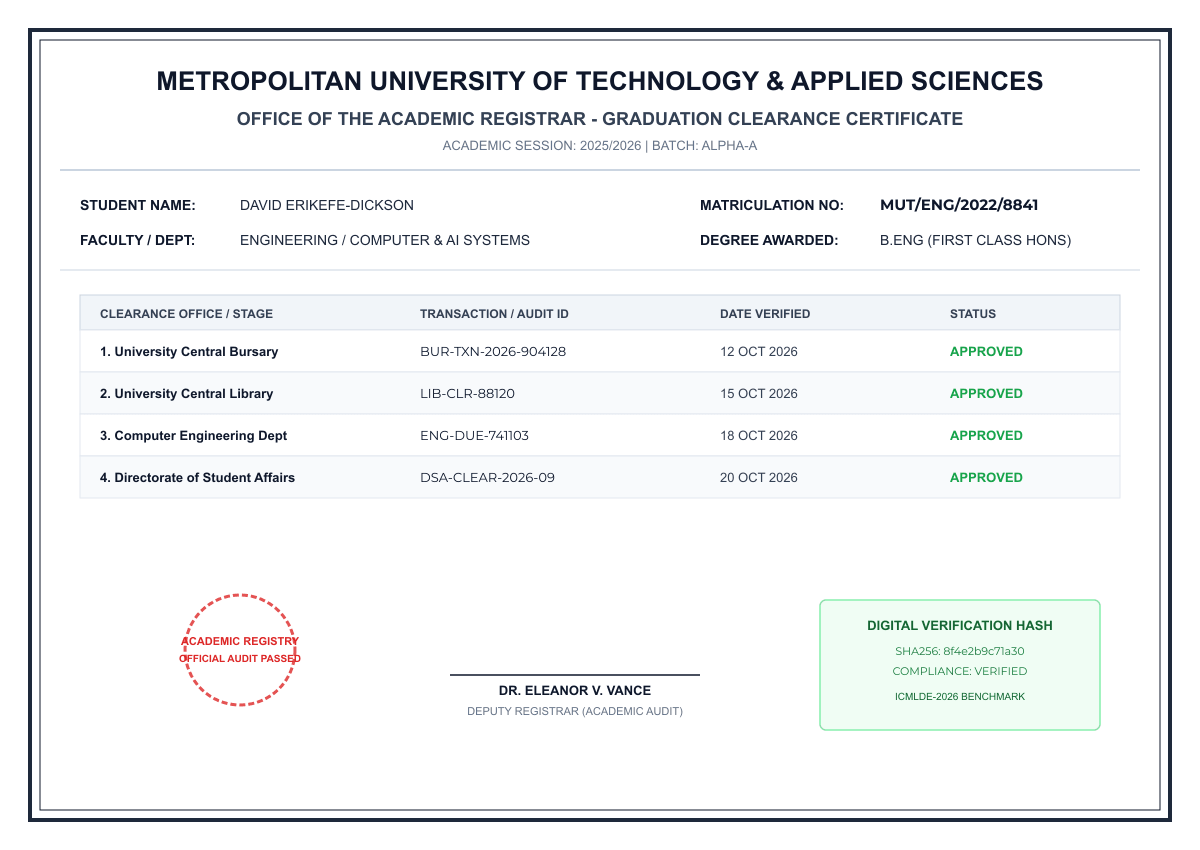 METROPOLITAN UNIVERSITY OF TECHNOLOGY & APPLIED SCIENCES
OFFICE OF THE ACADEMIC REGISTRAR - GRADUATION CLEARANCE CERTIFICATE
ACADEMIC SESSION: 2025/2026 | BATCH: ALPHA-A
STUDENT NAME: DAVID ERIKEFE-DICKSON MATRICULATION NO: MUT/ENG/2022/8841
FACULTY / DEPT: ENGINEERING / COMPUTER & AI SYSTEMS DEGREE AWARDED: B.ENG (FIRST CLASS HONS)
CLEARANCE OFFICE / STAGE TRANSACTION / AUDIT ID DATE VERIFIED STATUS
1. University Central Bursary BUR-TXN-2026-904128 12 OCT 2026 APPROVED
2. University Central Library LIB-CLR-88120 15 OCT 2026 APPROVED
3. Computer Engineering Dept ENG-DUE-741103 18 OCT 2026 APPROVED
4. Directorate of Student Affairs DSA-CLEAR-2026-09 20 OCT 2026 APPROVED
ACADEMIC REGISTRY
OFFICIAL AUDIT PASSED
DR. ELEANOR V. VANCE
DEPUTY REGISTRAR (ACADEMIC AUDIT)
DIGITAL VERIFICATION HASH
SHA256: 8f4e2b9c71a30
COMPLIANCE: VERIFIED
ICMLDE-2026 BENCHMARK